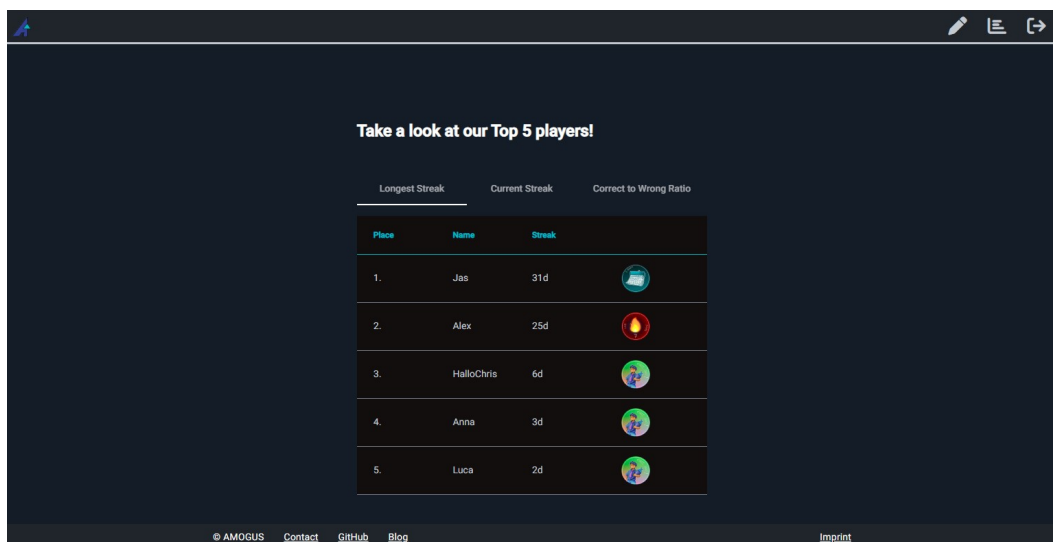 Take a look at our Top 5 players!
Longest Streak Current Streak Correct to Wrong Ratio
Place Name Streak
1. Jas 31d
2. Alex 25d
3. HalloChris 6d
4. Anna 3d
5. Luca 2d
© AMOGUS Contact GitHub Blog Imprint